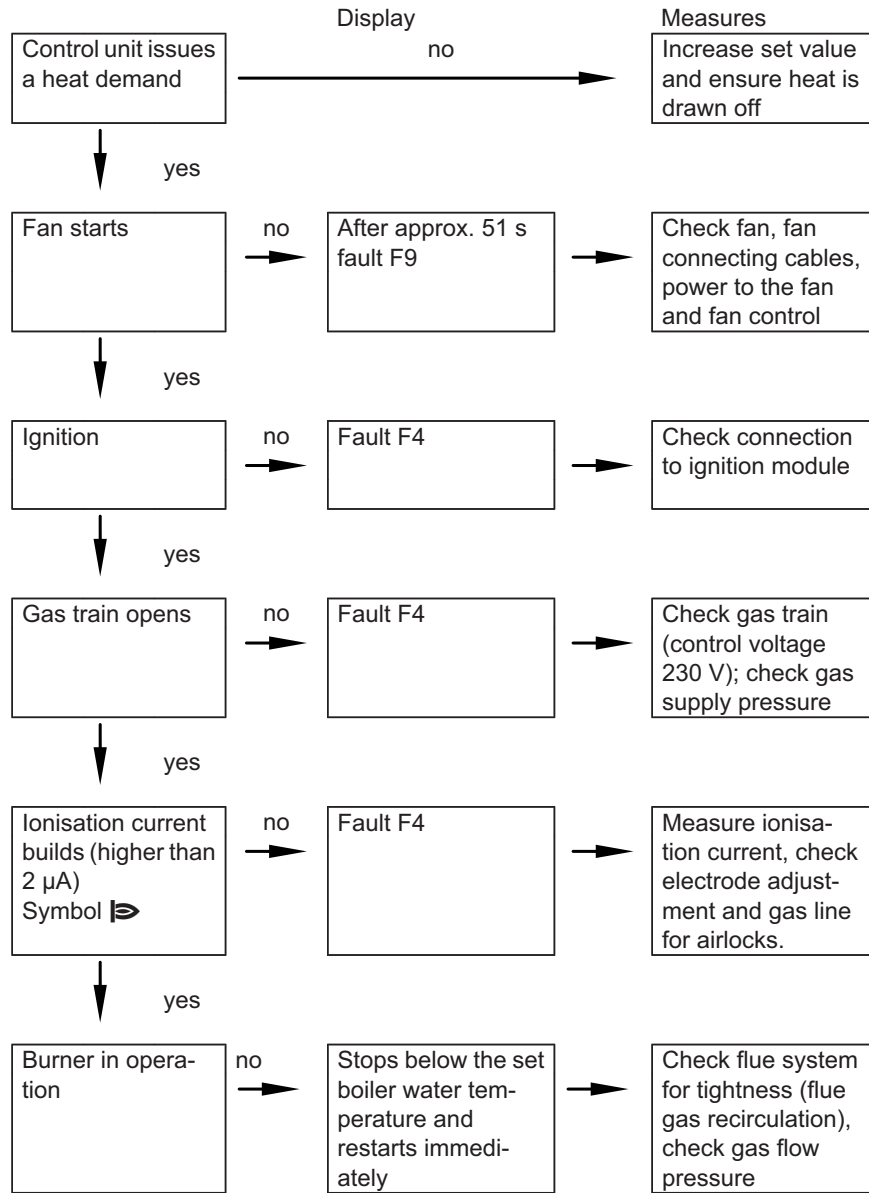 Display
Measures
Control unit issues
a heat demand
no
Increase set value
and ensure heat is
drawn off
yes
Fan starts
no
After approx. 51 s
fault F9
Check fan, fan
connecting cables,
power to the fan
and fan control
yes
Ignition
no
Fault F4
Check connection
to ignition module
yes
Gas train opens
no
Fault F4
Check gas train
(control voltage
230 V); check gas
supply pressure
yes
Ionisation current
builds (higher than
2 µA)
Symbol
no
Fault F4
Measure ionisa-
tion current, check
electrode adjust-
ment and gas line
for airlocks.
yes
Burner in opera-
tion
no
Stops below the set
boiler water tem-
perature and
restarts immedi-
ately
Check flue system
for tightness (flue
gas recirculation),
check gas flow
pressure